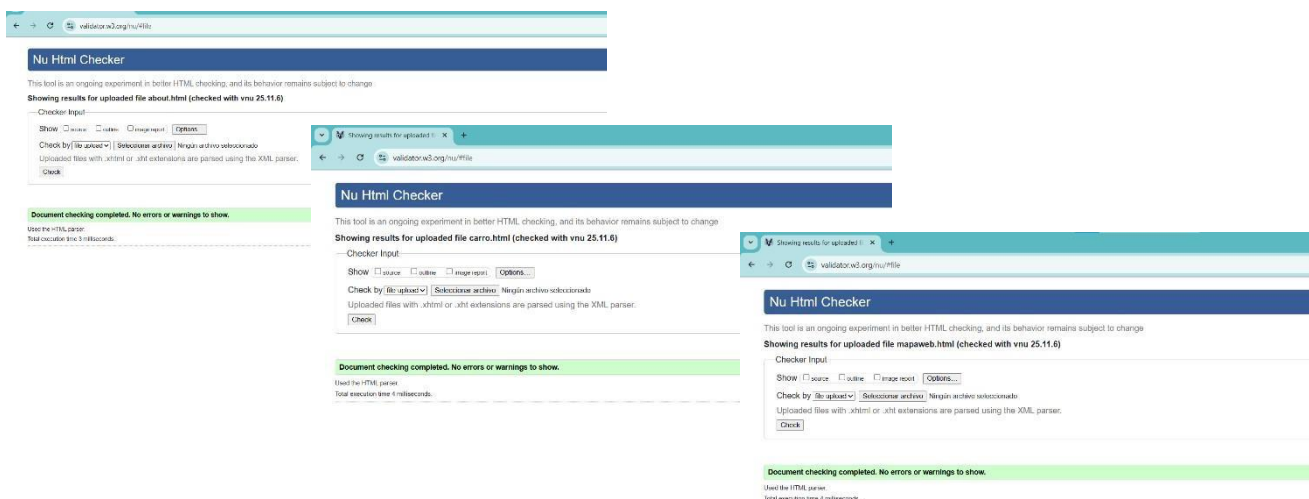 validator.w3.org/nu/#file
Nu Html Checker
This tool is an ongoing experiment in better HTML checking, and its behavior remains subject to change
Showing results for uploaded file about.html (checked with vnu 25.11.6)
Checker Input
Show source outline image report Options...
Check by file upload Seleccionar archivo Ningún archivo seleccionado
Uploaded files with .xhtml or .xht extensions are parsed using the XML parser.
Check
Document checking completed. No errors or warnings to show.
Used the HTML parser.
Total execution time 3 milliseconds.
Showing results for uploaded f
validator.w3.org/nu/#file
Nu Html Checker
This tool is an ongoing experiment in better HTML checking, and its behavior remains subject to change
Showing results for uploaded file carro.html (checked with vnu 25.11.6)
Checker Input
Show source outline image report Options...
Check by file upload Seleccionar archivo Ningún archivo seleccionado
Uploaded files with .xhtml or .xht extensions are parsed using the XML parser.
Check
Document checking completed. No errors or warnings to show.
Used the HTML parser.
Total execution time 4 milliseconds.
Showing results for uploaded f
validator.w3.org/nu/#file
Nu Html Checker
This tool is an ongoing experiment in better HTML checking, and its behavior remains subject to change
Showing results for uploaded file mapaweb.html (checked with vnu 25.11.6)
Checker Input
Show source outline image report Options...
Check by file upload Seleccionar archivo Ningún archivo seleccionado
Uploaded files with .xhtml or .xht extensions are parsed using the XML parser.
Check
Document checking completed. No errors or warnings to show.
Used the HTML parser.
Total execution time 4 milliseconds.